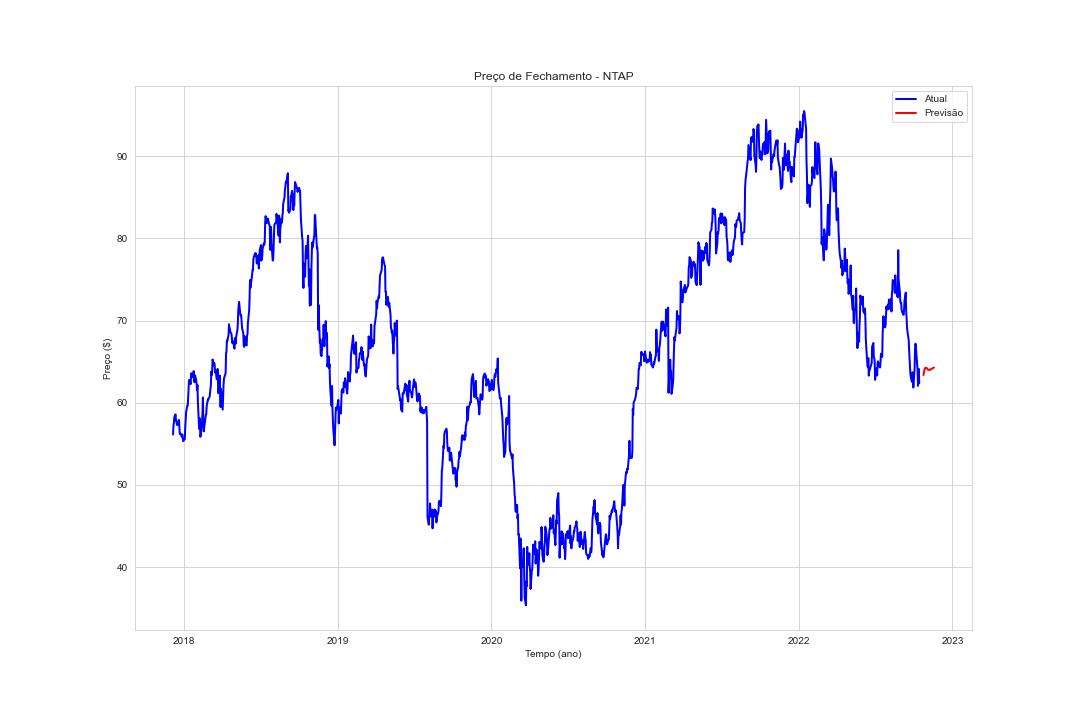 Preço de Fechamento - NTAP
Atual
Previsão
90
80
70
60
50
40
Preço ($)
2018
2019
2020
2021
2022
2023
Tempo (ano)